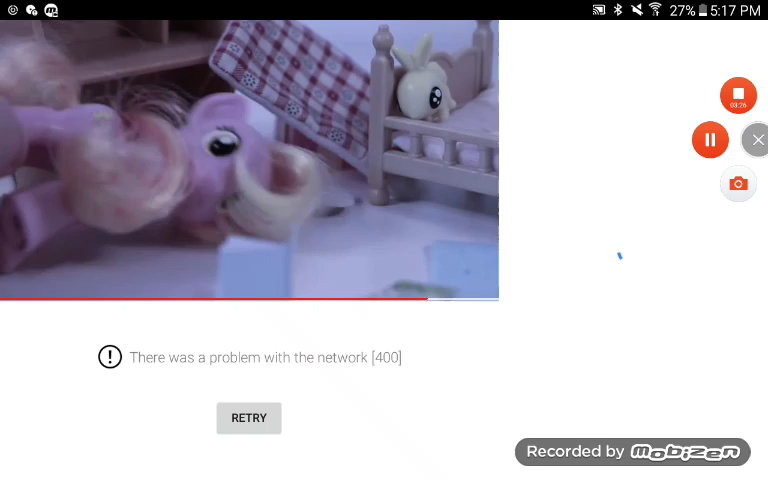 27% 5:17 PM
03:26
There was a problem with the network [400]
RETRY
Recorded by mobizen